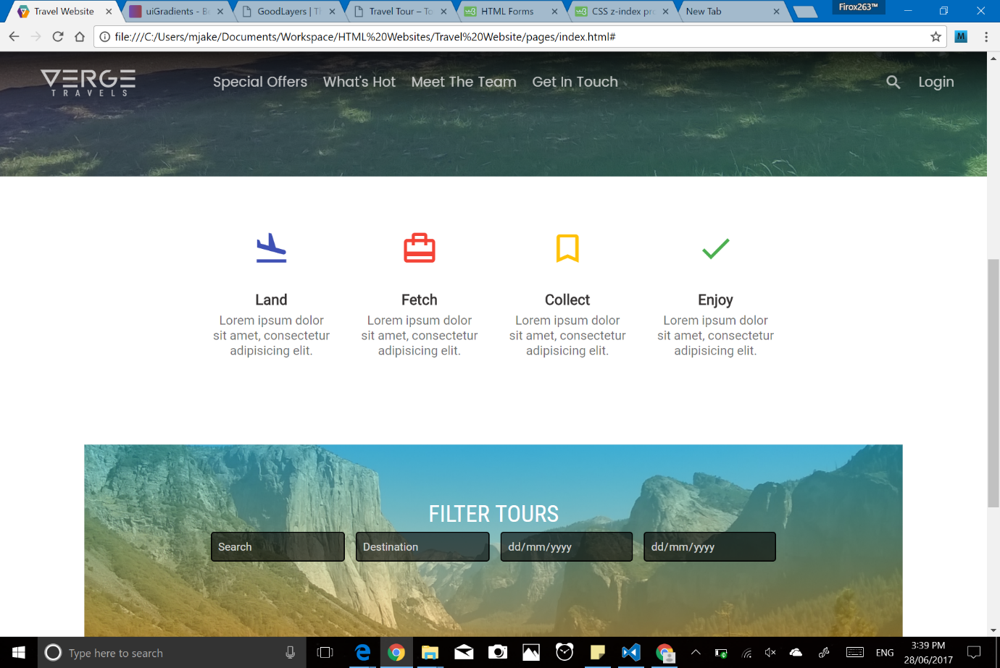 Travel Website
uiGradients - Be
GoodLayers | Th
Travel Tour – To
HTML Forms
CSS z-index pro
New Tab
Firox263™
file:///C:/Users/mjake/Documents/Workspace/HTML%20Websites/Travel%20Website/pages/index.html#
M
VERGE
TRAVELS
Special Offers
What's Hot
Meet The Team
Get In Touch
Login
Land
Lorem ipsum dolor
sit amet, consectetur
adipisicing elit.
Fetch
Lorem ipsum dolor
sit amet, consectetur
adipisicing elit.
Collect
Lorem ipsum dolor
sit amet, consectetur
adipisicing elit.
Enjoy
Lorem ipsum dolor
sit amet, consectetur
adipisicing elit.
FILTER TOURS
Search
Destination
dd/mm/yyyy
dd/mm/yyyy
Type here to search
ENG
3:39 PM
28/06/2017